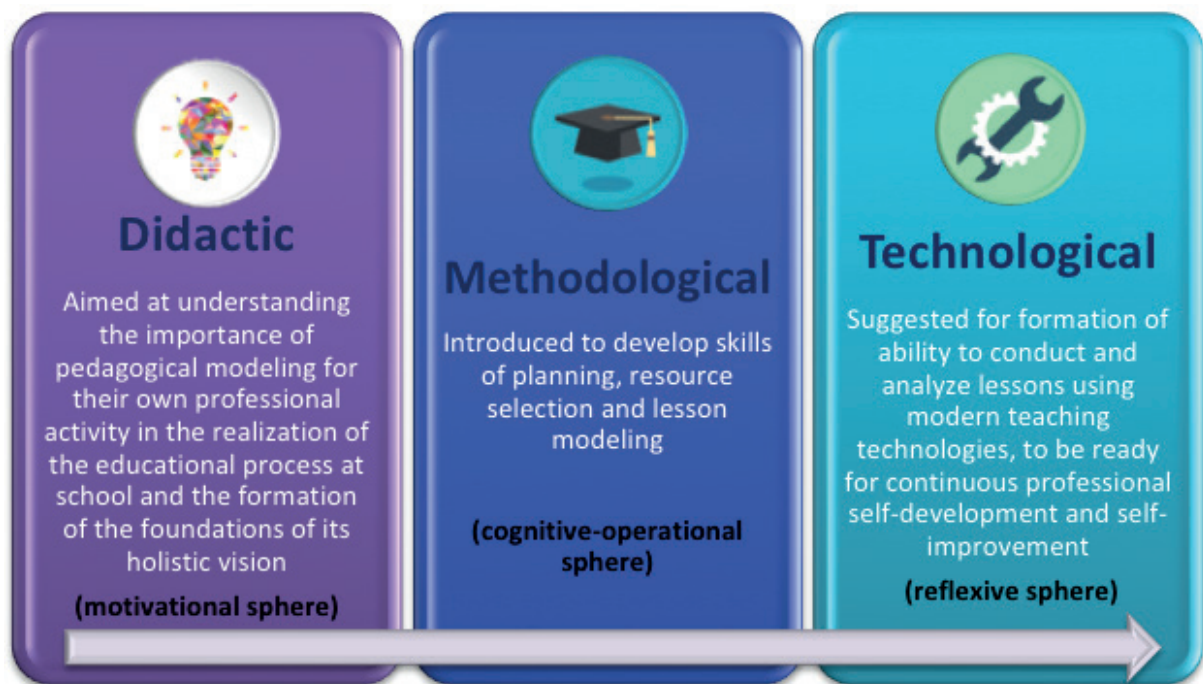 Didactic
Aimed at understanding
the importance of
pedagogical modeling for
their own professional
activity in the realization of
the educational process at
school and the formation
of the foundations of its
holistic vision
(motivational sphere)
Methodological
Introduced to develop skills
of planning, resource
selection and lesson
modeling
(cognitive-operational
sphere)
Technological
Suggested for formation of
ability to conduct and
analyze lessons using
modern teaching
technologies, to be ready
for continuous professional
self-development and self-
improvement
(reflexive sphere)